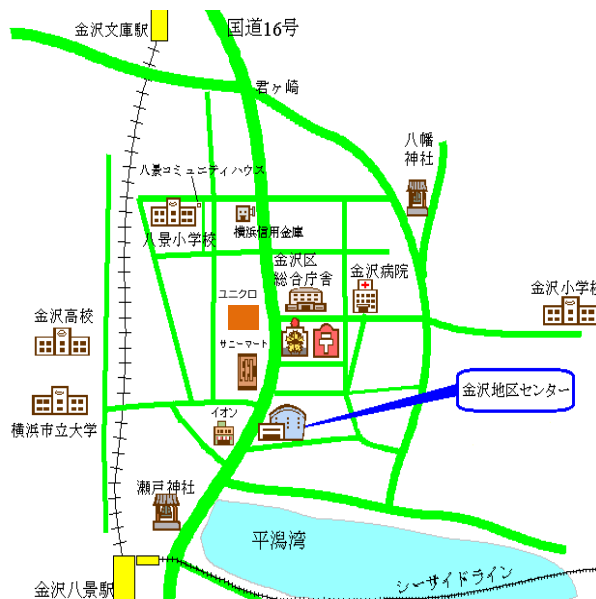 金沢文庫駅
国道16号
君ヶ崎
八幡
神社
八景コミュニティハウス
八景小学校
横浜信用金庫
金沢区
総合庁舎
金沢病院
ユニクロ
金沢小学校
金沢高校
サニーマート
金沢地区センター
イオン
横浜市立大学
瀬戸神社
平潟湾
シーサイドライン
金沢八景駅